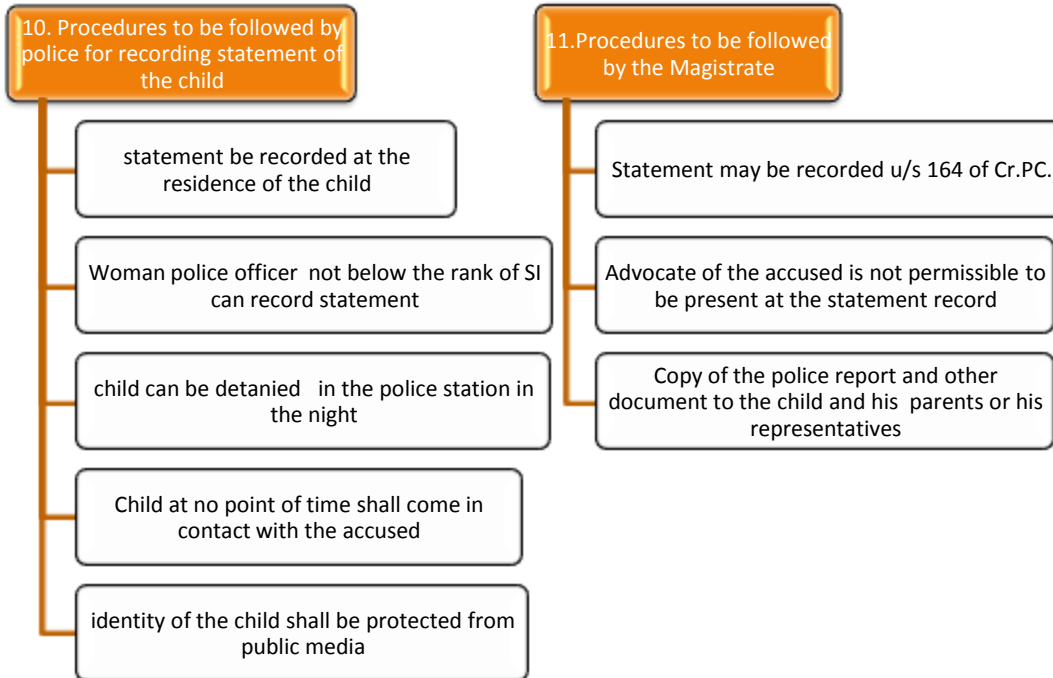 10. Procedures to be followed by
police for recording statement of
the child
statement be recorded at the
residence of the child
Woman police officer not below the rank of SI
can record statement
child can be detanied in the police station in
the night
Child at no point of time shall come in
contact with the accused
identity of the child shall be protected from
public media
11.Procedures to be followed
by the Magistrate
Statement may be recorded u/s 164 of Cr.PC.
Advocate of the accused is not permissible to
be present at the statement record
Copy of the police report and other
document to the child and his parents or his
representatives